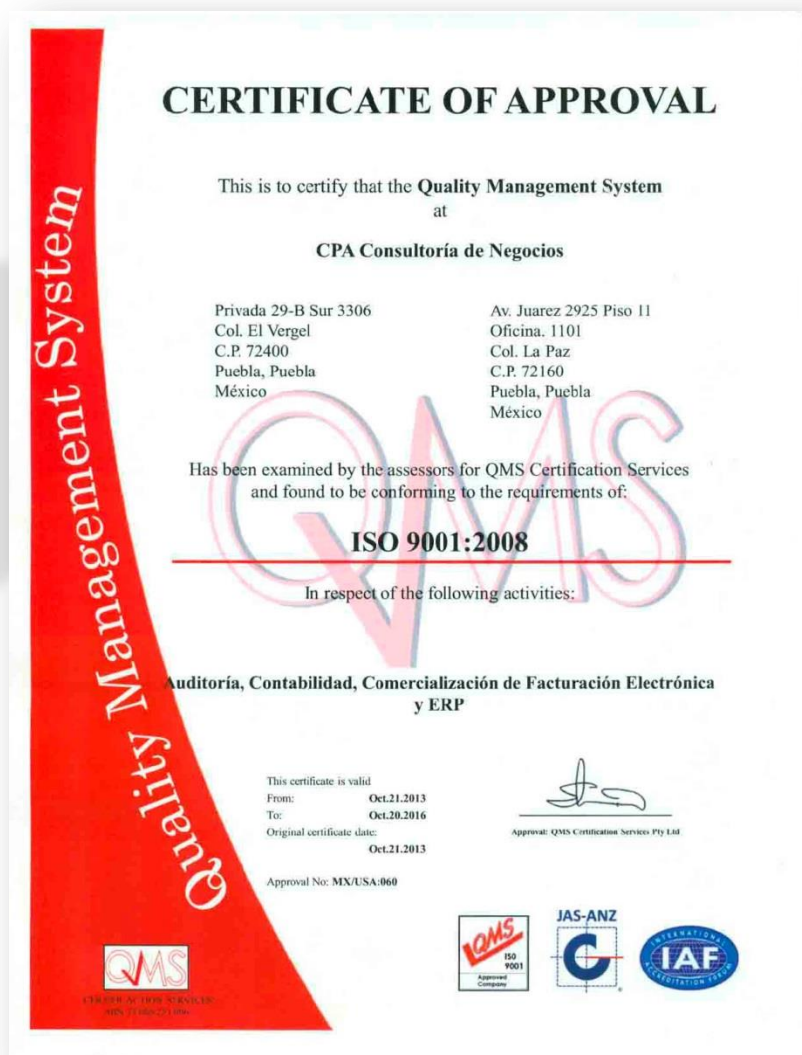 CERTIFICATE OF APPROVAL
Quality Management System
This is to certify that the Quality Management System
at
CPA Consultoría de Negocios
Privada 29-B Sur 3306
Col. El Vergel
C.P. 72400
Puebla, Puebla
México
Av. Juarez 2925 Piso 11
Oficina. 1101
Col. La Paz
C.P. 72160
Puebla, Puebla
México
QMS
Has been examined by the assessors for QMS Certification Services
and found to be conforming to the requirements of:
ISO 9001:2008
In respect of the following activities:
Auditoría, Contabilidad, Comercialización de Facturación Electrónica
y ERP
This certificate is valid
From: Oct.21.2013
To: Oct.20.2016
Original certificate date:
Oct.21.2013
Approval No: MX/USA:060
Approval: QMS Certification Services Pty Ltd
QMS
CERTIFICATION SERVICES
QMS
ISO
9001
Approved
Company
JAS-ANZ
INTERNATIONAL
IAF
ACCREDITATION FORUM